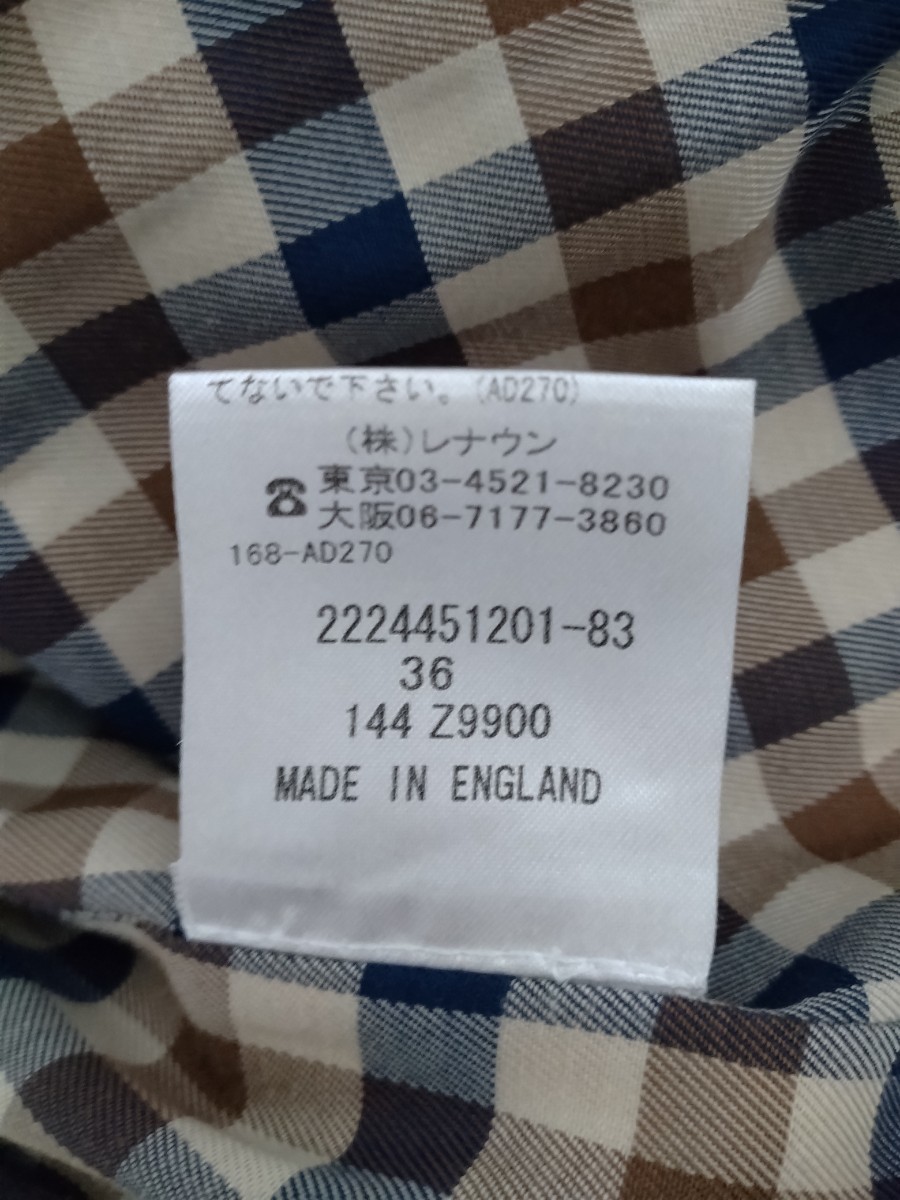 てないで下さい。(AD270)
(株)レナウン
☎東京03-4521-8230
大阪06-7177-3860
168-AD270
2224451201-83
36
144 Z9900
MADE IN ENGLAND